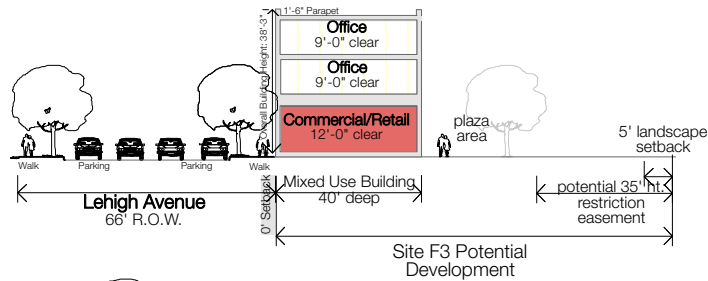 1'-6" Parapet
Office
9'-0" clear
Office
9'-0" clear
Overall Building Height: 38'-3"
Commercial/Retail
12'-0" clear
plaza
area
5' landscape
setback
Walk
Parking
Parking
Walk
Lehigh Avenue
66' R.O.W.
0' Setback
Mixed Use Building
40' deep
potential 35' ht.
restriction
easement
Site F3 Potential
Development